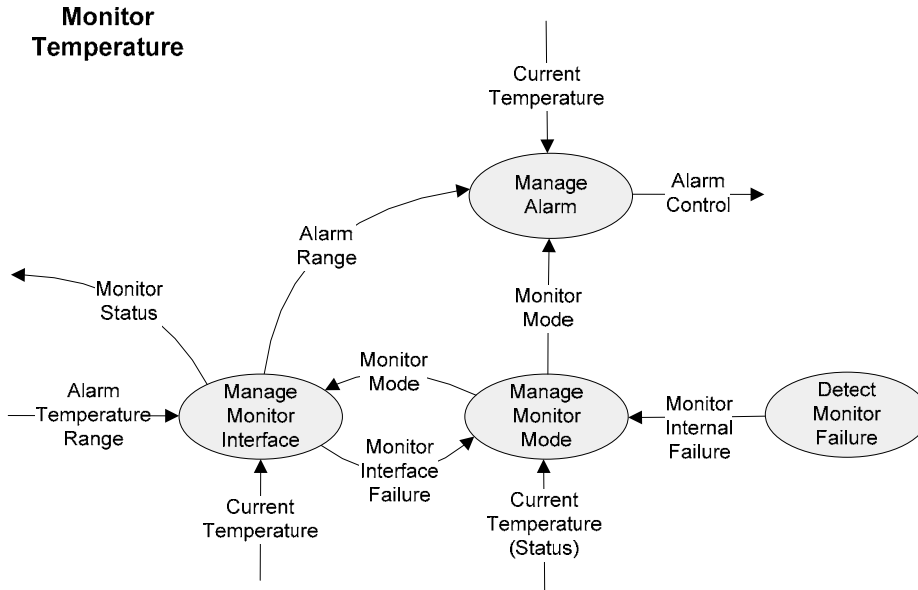 Monitor
Temperature
Current
Temperature
Manage
Alarm
Alarm
Control
Alarm
Range
Monitor
Status
Monitor
Mode
Monitor
Mode
Alarm
Temperature
Range
Manage
Monitor
Interface
Manage
Monitor
Mode
Monitor
Internal
Failure
Detect
Monitor
Failure
Monitor
Interface
Failure
Current
Temperature
Current
Temperature
(Status)